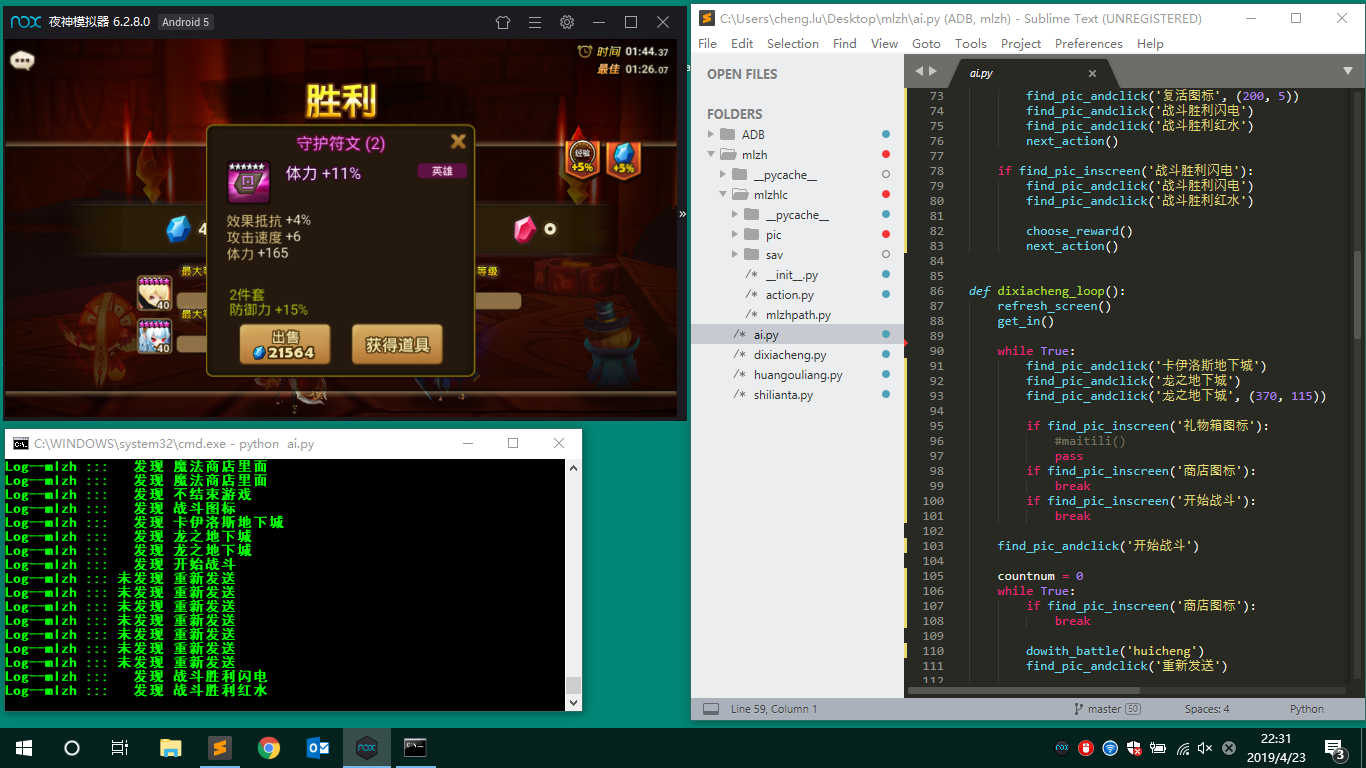 nox 夜神模拟器 6.2.8.0 Android 5
时间 01:44.37
最佳 01:26.07
胜利
守护符文 (2)
体力 +11%
英雄
经验
+5%
+5%
效果抵抗 +4%
攻击速度 +6
体力 +165
4
0
等级
40
40
2件套
防御力 +15%
出售
21564
获得道具
C:\WINDOWS\system32\cmd.exe - python ai.py
Log--mlzh ::: 发现 魔法商店里面
Log--mlzh ::: 发现 魔法商店里面
Log--mlzh ::: 发现 不结束游戏
Log--mlzh ::: 发现 战斗图标
Log--mlzh ::: 发现 卡伊洛斯地下城
Log--mlzh ::: 发现 龙之地下城
Log--mlzh ::: 发现 龙之地下城
Log--mlzh ::: 发现 开始战斗
Log--mlzh ::: 未发现 重新发送
Log--mlzh ::: 未发现 重新发送
Log--mlzh ::: 未发现 重新发送
Log--mlzh ::: 未发现 重新发送
Log--mlzh ::: 未发现 重新发送
Log--mlzh ::: 未发现 重新发送
Log--mlzh ::: 未发现 重新发送
Log--mlzh ::: 发现 战斗胜利闪电
Log--mlzh ::: 发现 战斗胜利红水
C:\Users\cheng.lu\Desktop\mlzh\ai.py (ADB, mlzh) - Sublime Text (UNREGISTERED)
File Edit Selection Find View Goto Tools Project Preferences Help
OPEN FILES
FOLDERS
ADB
mlzh
__pycache__
mlzhlc
__pycache__
pic
sav
/* __init__.py
/* action.py
/* mlzhpath.py
/* ai.py
/* dixiacheng.py
/* huangouliang.py
/* shilianta.py
ai.py
73 find_pic_andclick('复活图标', (200, 5))
74 find_pic_andclick('战斗胜利闪电')
75 find_pic_andclick('战斗胜利红水')
76 next_action()
77
78 if find_pic_inscreen('战斗胜利闪电'):
79 find_pic_andclick('战斗胜利闪电')
80 find_pic_andclick('战斗胜利红水')
81
82 choose_reward()
83 next_action()
84
85
86 def dixiacheng_loop():
87 refresh_screen()
88 get_in()
89
90 while True:
91 find_pic_andclick('卡伊洛斯地下城')
92 find_pic_andclick('龙之地下城')
93 find_pic_andclick('龙之地下城', (370, 115))
94
95 if find_pic_inscreen('礼物箱图标'):
96 #maitili()
97 pass
98 if find_pic_inscreen('商店图标'):
99 break
100 if find_pic_inscreen('开始战斗'):
101 break
102
103 find_pic_andclick('开始战斗')
104
105 countnum = 0
106 while True:
107 if find_pic_inscreen('商店图标'):
108 break
109
110 dowith_battle('huicheng')
111 find_pic_andclick('重新发送')
112
Line 59, Column 1
master 50
Spaces: 4
Python
22:31
2019/4/23
3